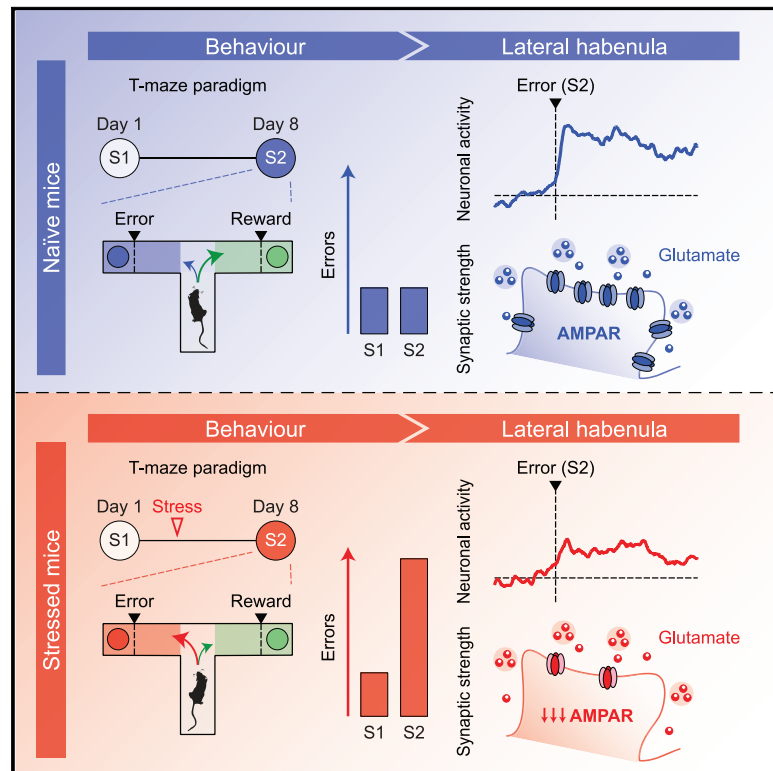 Naïve mice
Behaviour
Lateral habenula
T-maze paradigm
Day 1
Day 8
S1
S2
Error
Reward
Errors
S1
S2
Error (S2)
Neuronal activity
Synaptic strength
Glutamate
AMPAR
Stressed mice
Behaviour
Lateral habenula
T-maze paradigm
Day 1
Stress
Day 8
S1
S2
Error
Reward
Errors
S1
S2
Error (S2)
Neuronal activity
Synaptic strength
Glutamate
↓↓↓ AMPAR